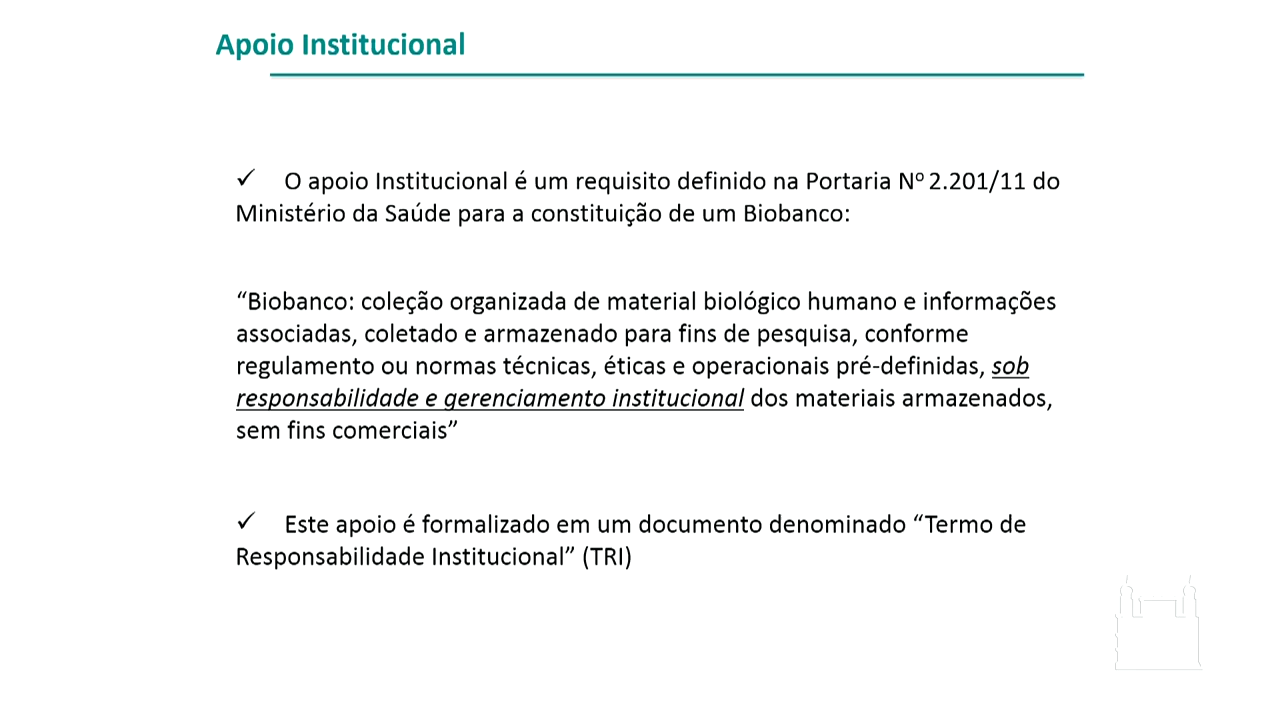 Apoio Institucional
✓ O apoio Institucional é um requisito definido na Portaria Nº 2.201/11 do
Ministério da Saúde para a constituição de um Biobanco:
“Biobanco: coleção organizada de material biológico humano e informações
associadas, coletado e armazenado para fins de pesquisa, conforme
regulamento ou normas técnicas, éticas e operacionais pré-definidas, sob
responsabilidade e gerenciamento institucional dos materiais armazenados,
sem fins comerciais”
✓ Este apoio é formalizado em um documento denominado “Termo de
Responsabilidade Institucional” (TRI)